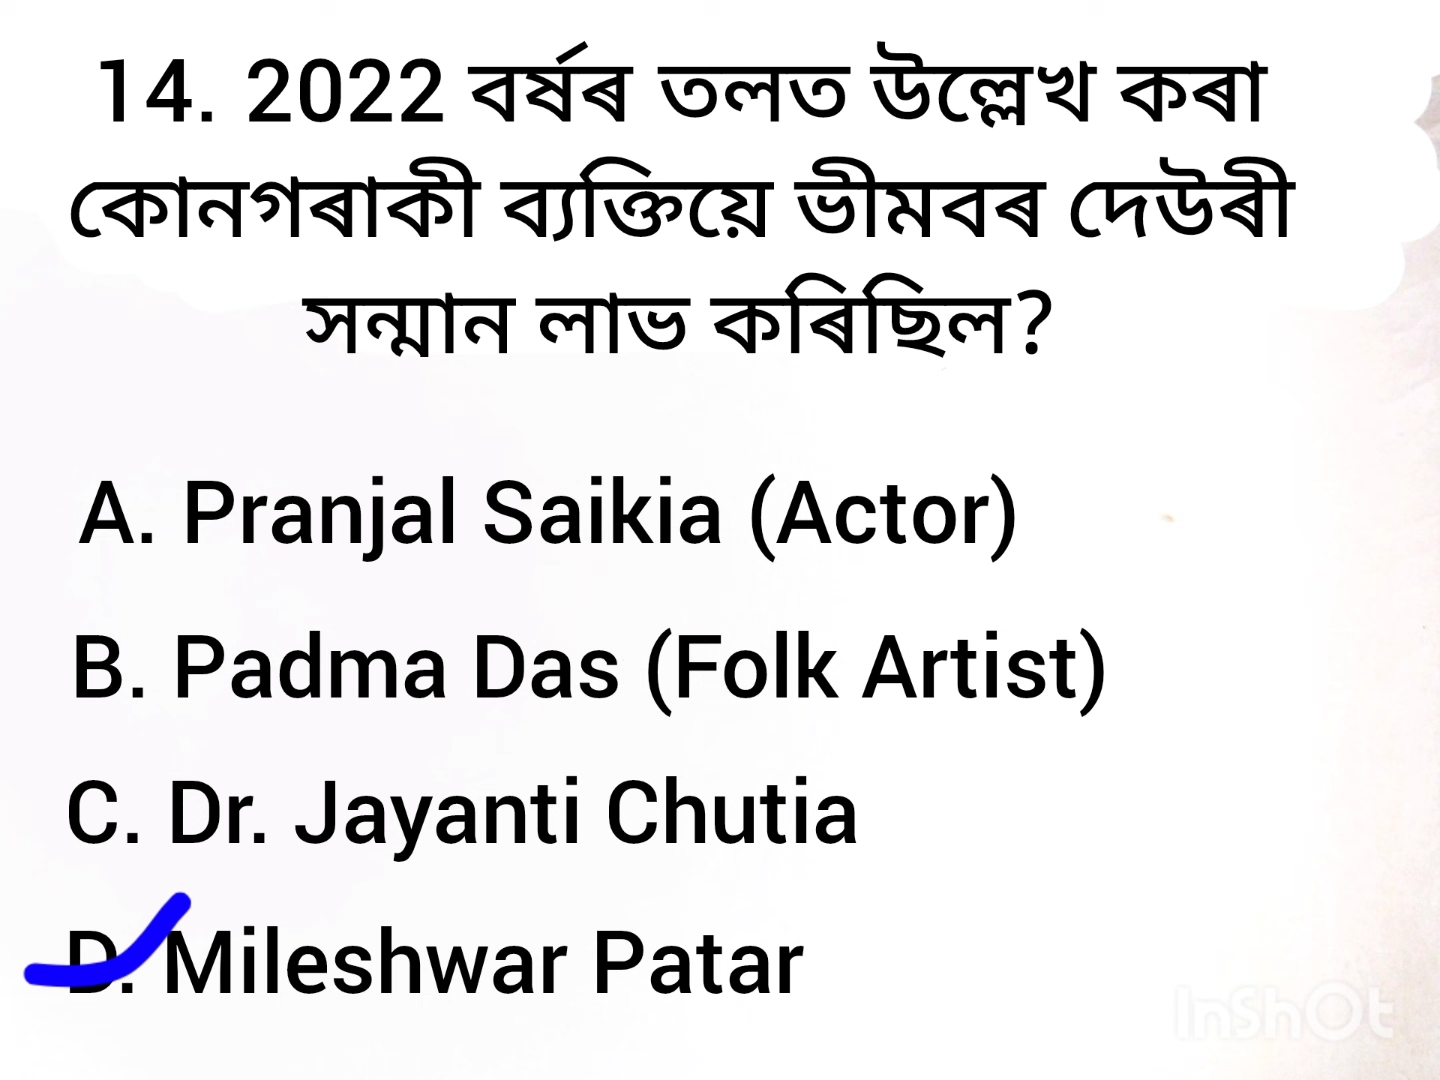 14. 2022 বৰ্ষৰ তলত উল্লেখ কৰা
কোনগৰাকী ব্যক্তিয়ে ভীমবৰ দেউৰী
সন্মান লাভ কৰিছিল?
A. Pranjal Saikia (Actor)
B. Padma Das (Folk Artist)
C. Dr. Jayanti Chutia
D. Mileshwar Patar
InShOt